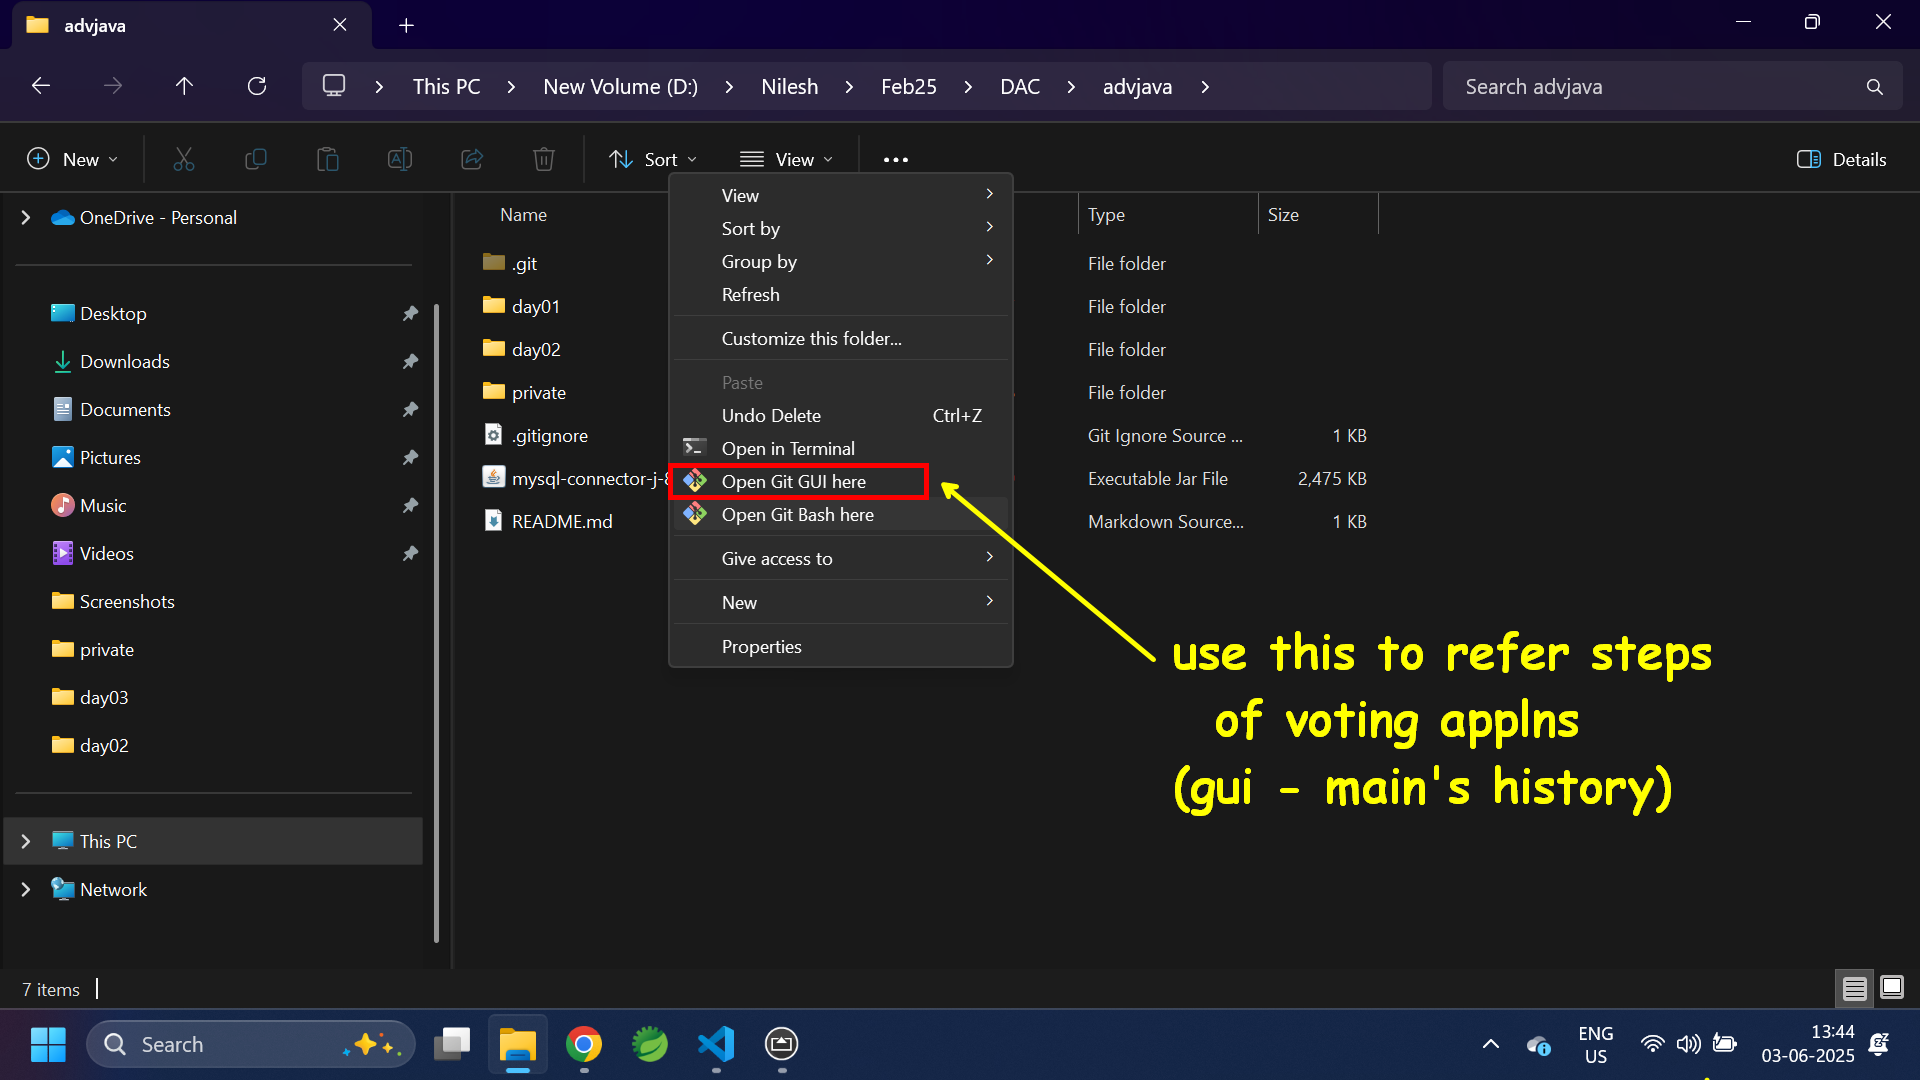 advjava
This PC
New Volume (D:)
Nilesh
Feb25
DAC
advjava
Search advjava
New
Sort
View
Details
OneDrive - Personal
Desktop
Downloads
Documents
Pictures
Music
Videos
Screenshots
private
day03
day02
This PC
Network
Name
Type
Size
.git
File folder
day01
File folder
day02
File folder
private
File folder
.gitignore
Git Ignore Source ...
1 KB
mysql-connector-j-8
Executable Jar File
2,475 KB
README.md
Markdown Source...
1 KB
View
Sort by
Group by
Refresh
Customize this folder...
Paste
Undo Delete Ctrl+Z
Open in Terminal
Open Git GUI here
Open Git Bash here
Give access to
New
Properties
use this to refer steps
of voting applns
(gui - main's history)
7 items
Search
ENG
US
13:44
03-06-2025